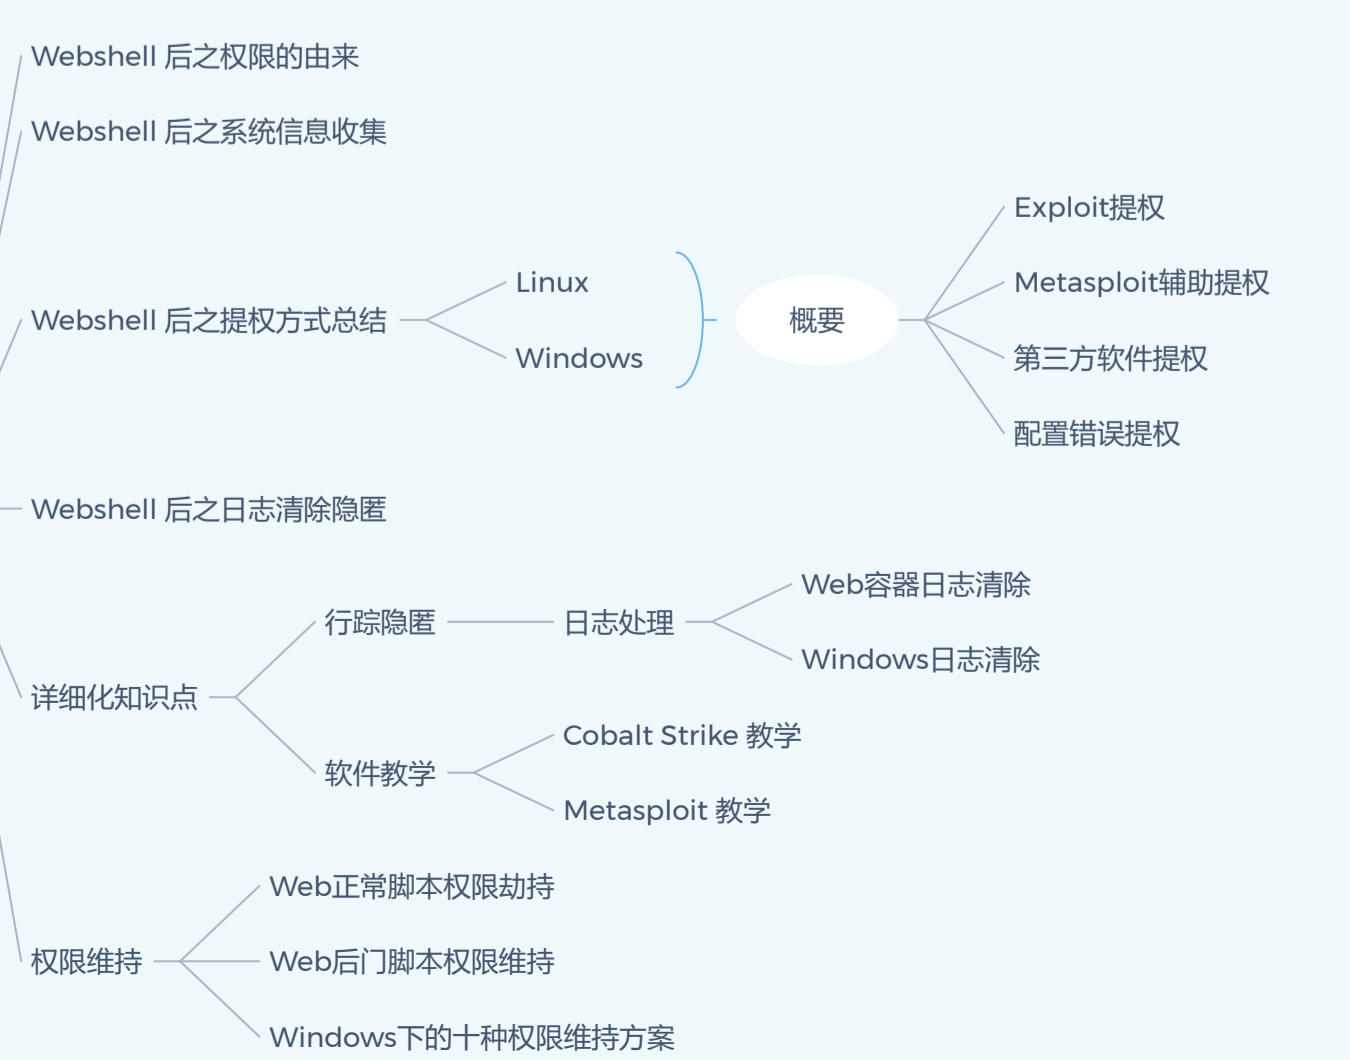 Webshell 后之权限的由来
Webshell 后之系统信息收集
Webshell 后之提权方式总结
Linux
Windows
概要
Exploit提权
Metasploit辅助提权
第三方软件提权
配置错误提权
Webshell 后之日志清除隐匿
详细化知识点
行踪隐匿
日志处理
Web容器日志清除
Windows日志清除
软件教学
Cobalt Strike 教学
Metasploit 教学
权限维持
Web正常脚本权限劫持
Web后门脚本权限维持
Windows下的十种权限维持方案